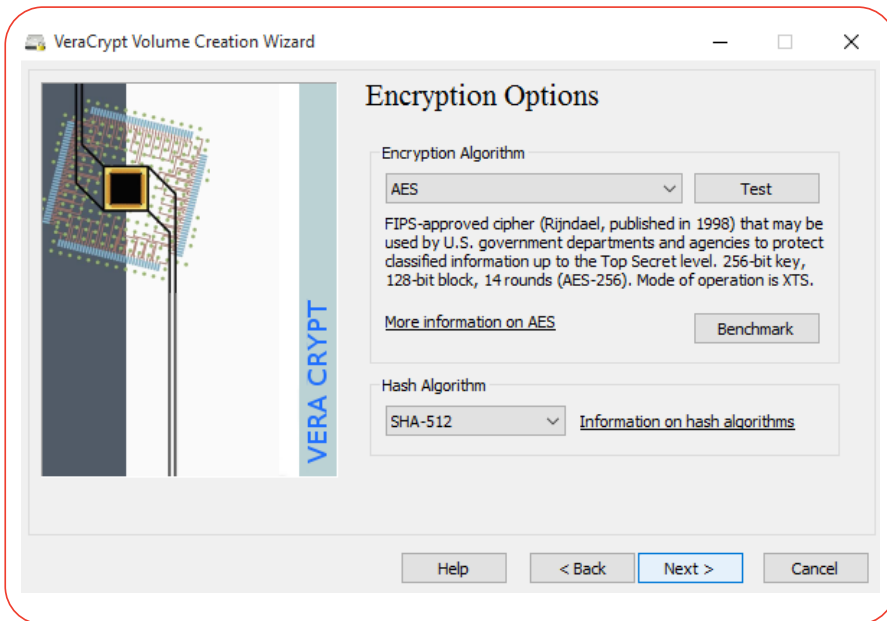 VeraCrypt Volume Creation Wizard
VERA CRYPT
Encryption Options
Encryption Algorithm
AES
Test
FIPS-approved cipher (Rijndael, published in 1998) that may be
used by U.S. government departments and agencies to protect
classified information up to the Top Secret level. 256-bit key,
128-bit block, 14 rounds (AES-256). Mode of operation is XTS.
More information on AES
Benchmark
Hash Algorithm
SHA-512
Information on hash algorithms
Help
< Back
Next >
Cancel